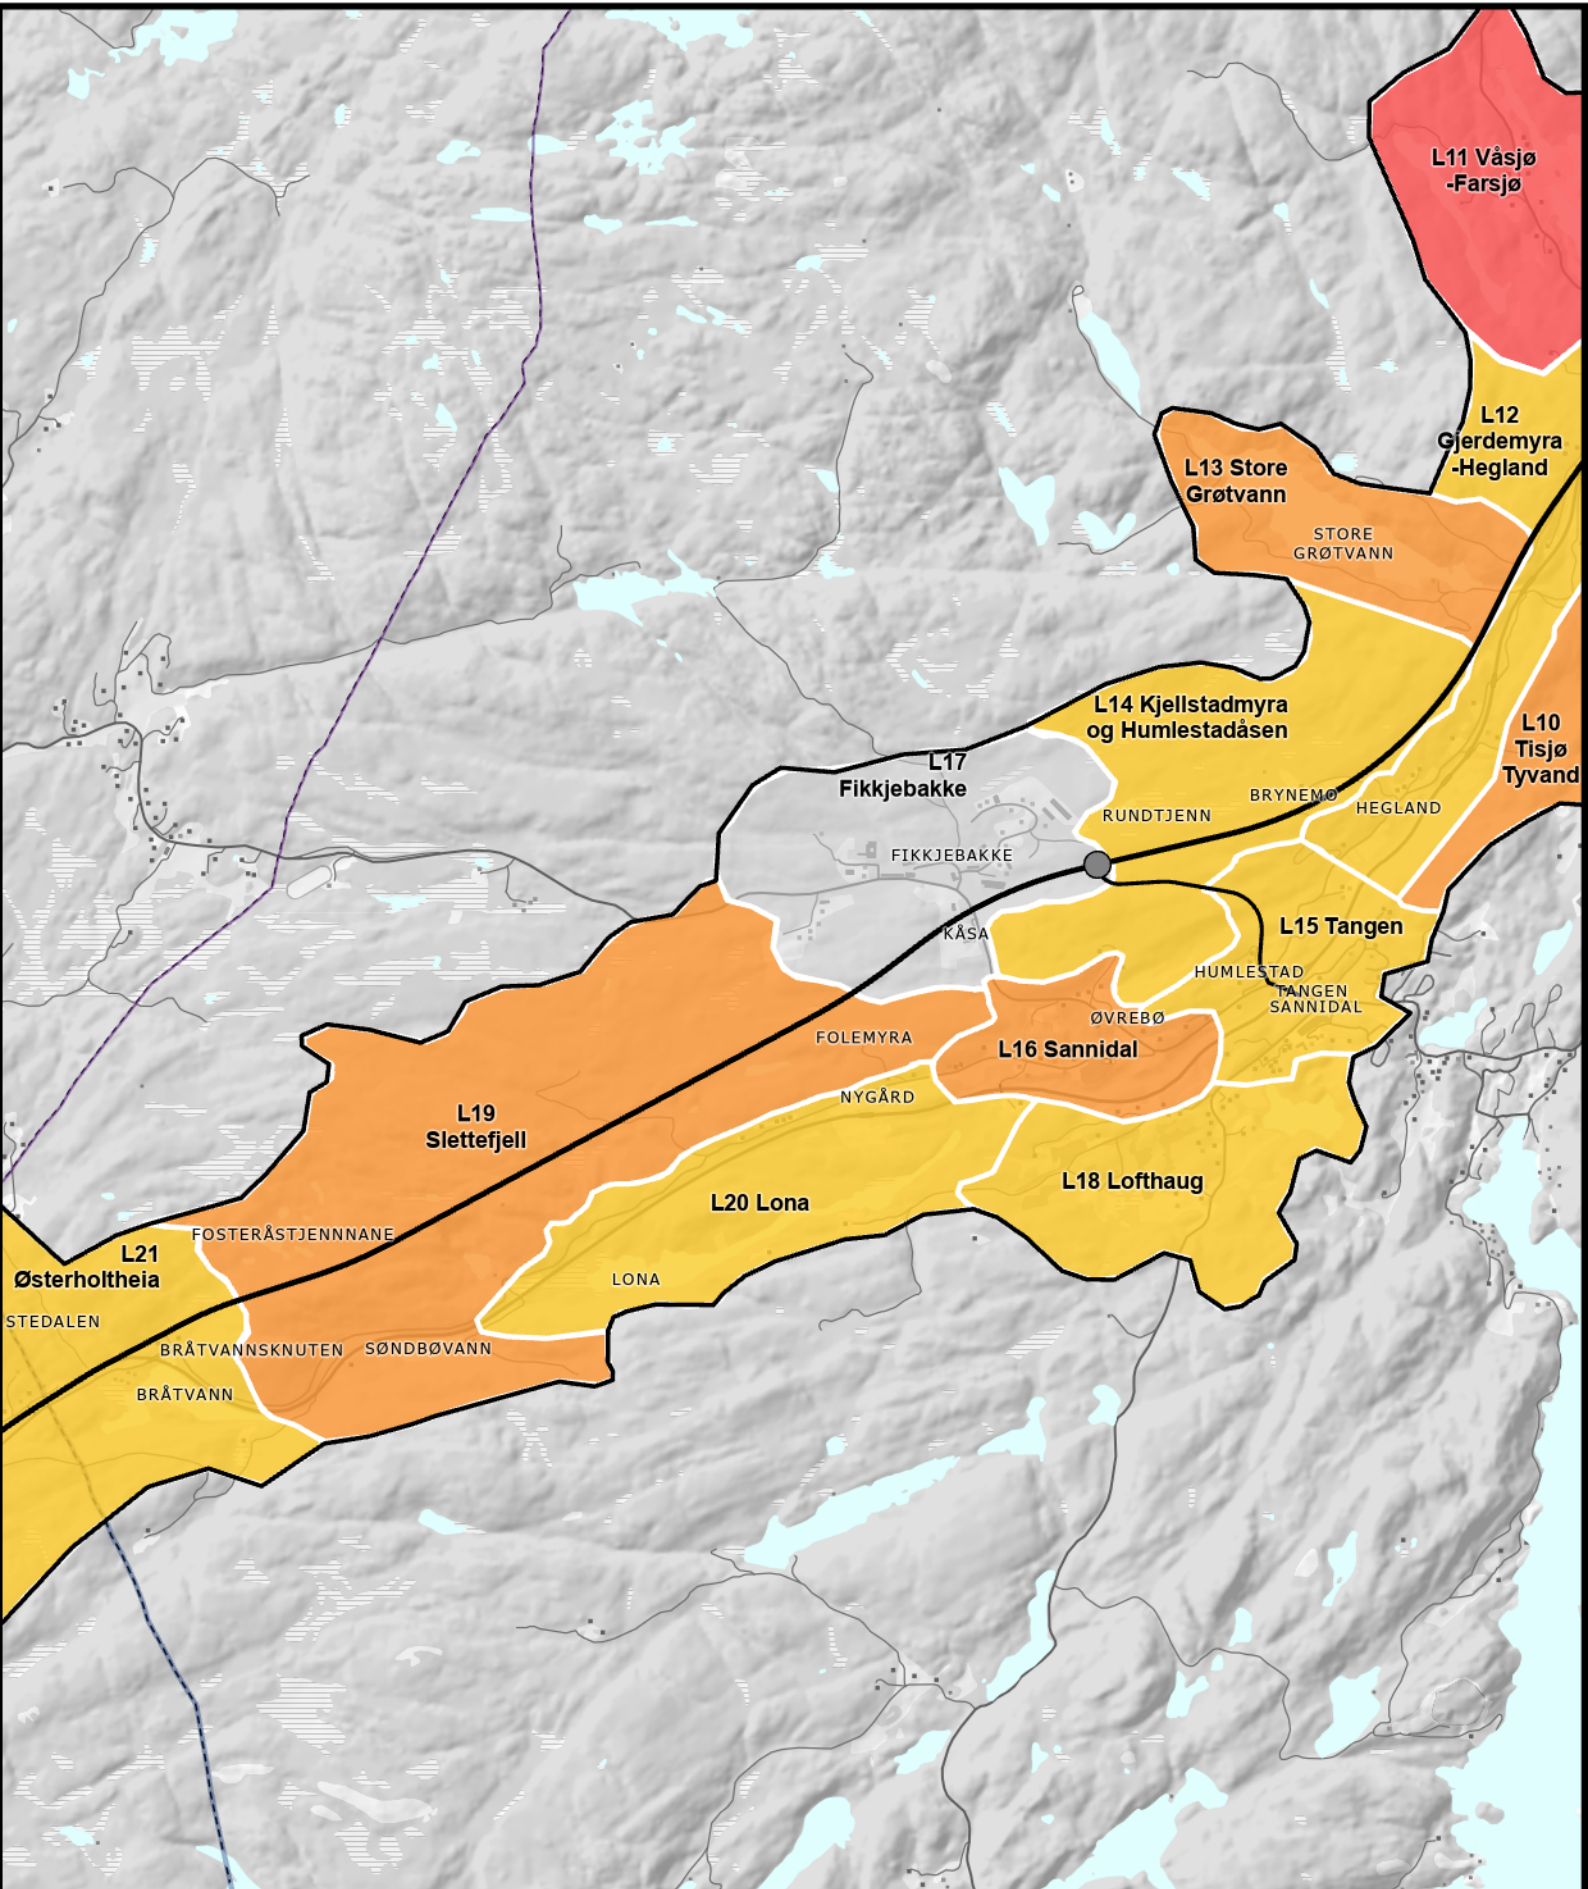 L11 Våsjø
-Farsjø
L12
Gjerdemyra
-Hegland
L13 Store
Grøtvann
STORE
GRØTVANN
L14 Kjellstadmyra
og Humlestadåsen
L10
Tisjø
Tyvand
L17
Fikkjebakke
BRYNEMO
HEGLAND
RUNDTJENN
FIKKJEBAKKE
KÅSA
L15 Tangen
HUMLESTAD
TANGEN
SANNIDAL
ØVREBØ
FOLEMYRA
L16 Sannidal
NYGÅRD
L19
Slettefjell
L18 Lofthaug
L20 Lona
FOSTERÅSTJENNNANE
L21
Østerholtheia
LONA
STEDALEN
BRÅTVANNSKNUTEN
SØNDBØVANN
BRÅTVANN